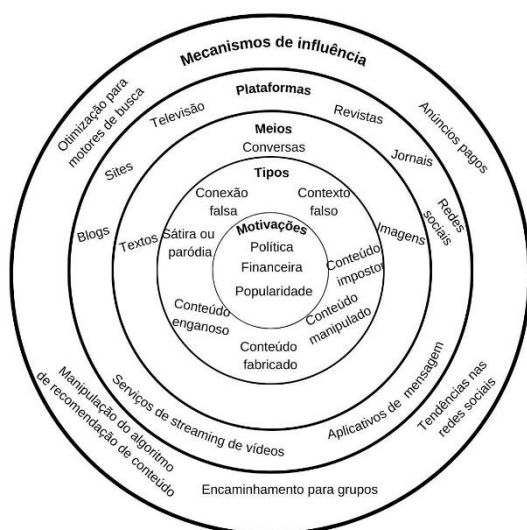 Mecanismos de influência
Otimização para
motores de busca
Anúncios pagos
Tendências nas
redes sociais
Encaminhamento para grupos
Manipulação do algoritmo
de recomendação de conteúdo
Plataformas
Televisão
Revistas
Sites
Jornais
Blogs
Redes
sociais
Serviços de streaming de vídeos
Aplicativos de mensagem
Meios
Conversas
Textos
Imagens
Tipos
Conexão
falsa
Contexto
falso
Sátira ou
paródia
Conteúdo
impostor
Conteúdo
enganoso
Conteúdo
manipulado
Conteúdo
fabricado
Motivações
Política
Financeira
Popularidade